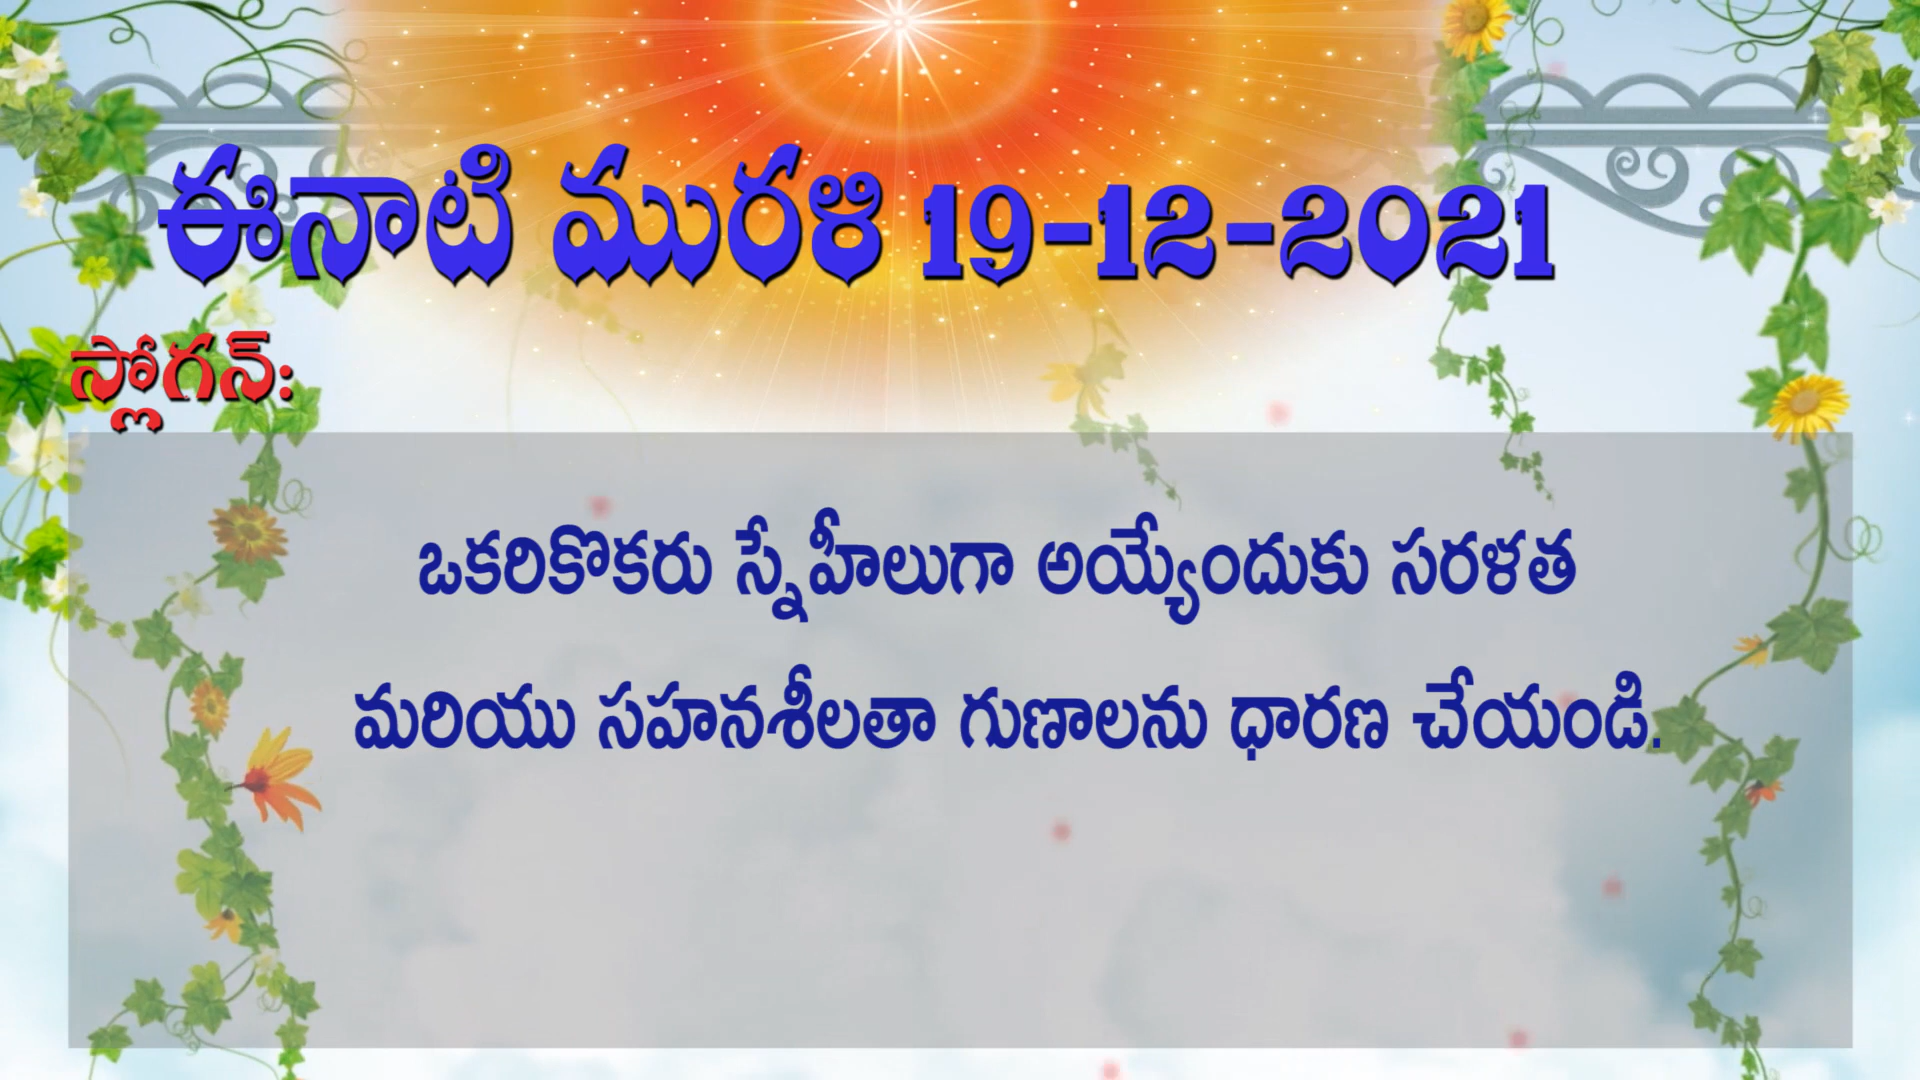 ఈనాటి మురళి 19-12-2021
స్లోగన్:
ఒకరికొకరు స్నేహీలుగా అయ్యేందుకు సరళత
మరియు సహనశీలతా గుణాలను ధారణ చేయండి.